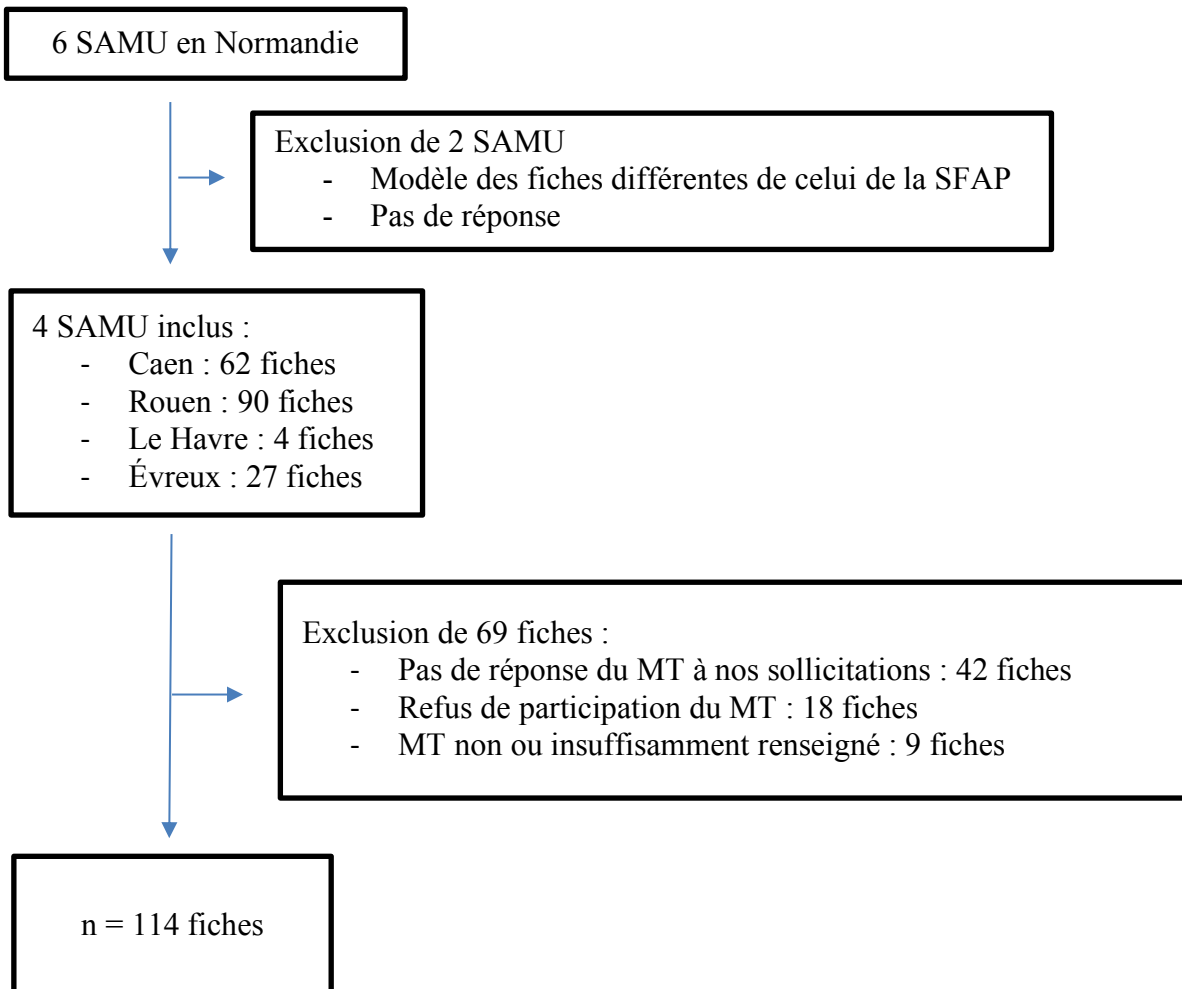 6 SAMU en Normandie
Exclusion de 2 SAMU
- Modèle des fiches différentes de celui de la SFAP
- Pas de réponse
4 SAMU inclus :
- Caen : 62 fiches
- Rouen : 90 fiches
- Le Havre : 4 fiches
- Évreux : 27 fiches
Exclusion de 69 fiches :
- Pas de réponse du MT à nos sollicitations : 42 fiches
- Refus de participation du MT : 18 fiches
- MT non ou insuffisamment renseigné : 9 fiches
n = 114 fiches